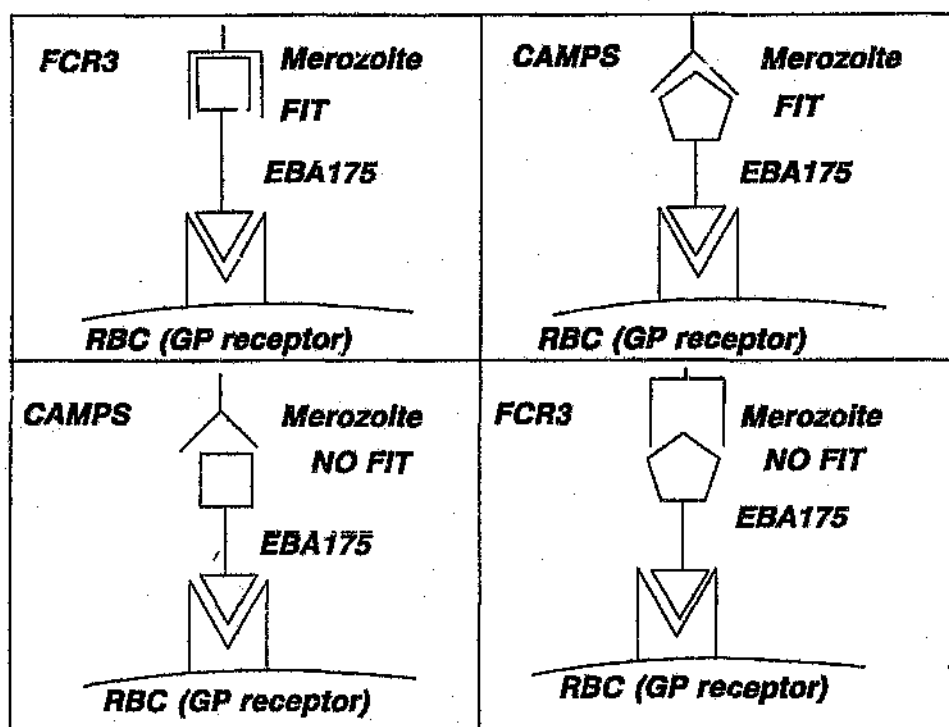 FCR3
Merozoite
FIT
EBA175
RBC (GP receptor)
CAMPS
Merozoite
FIT
EBA175
RBC (GP receptor)
CAMPS
Merozoite
NO FIT
EBA175
RBC (GP receptor)
FCR3
Merozoite
NO FIT
EBA175
RBC (GP receptor)